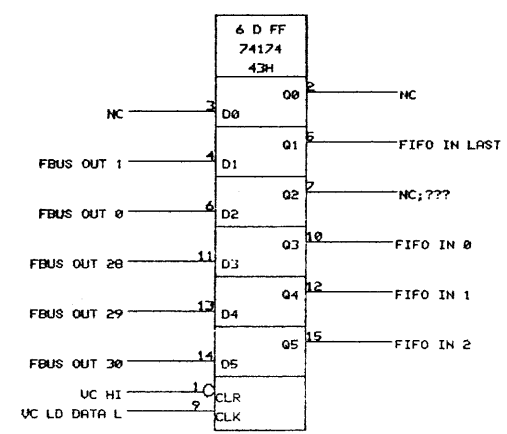 6 D FF
74174
43H
Q0 2 NC
NC 3 D0
Q1 5 FIFO IN LAST
FBUS OUT 1 4 D1
Q2 7 NC;???
FBUS OUT 0 6 D2
Q3 10 FIFO IN 0
FBUS OUT 28 11 D3
Q4 12 FIFO IN 1
FBUS OUT 29 13 D4
Q5 15 FIFO IN 2
FBUS OUT 30 14 D5
VC HI 1 CLR
VC LD DATA L 9 CLK